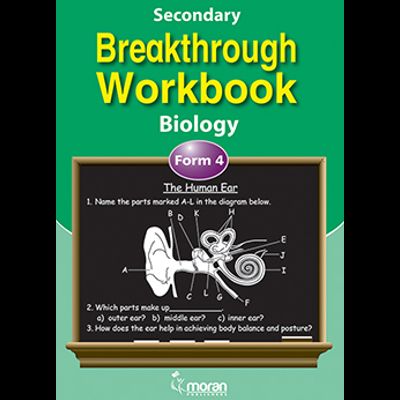 Secondary
Breakthrough
Workbook
Biology
Form 4
The Human Ear
1. Name the parts marked A-L in the diagram below.
B D K H
E
J
I
A
C L G F
2. Which parts make up____________.
a) outer ear? b) middle ear? c) inner ear?
3. How does the ear help in achieving body balance and posture?
moran
PUBLISHERS